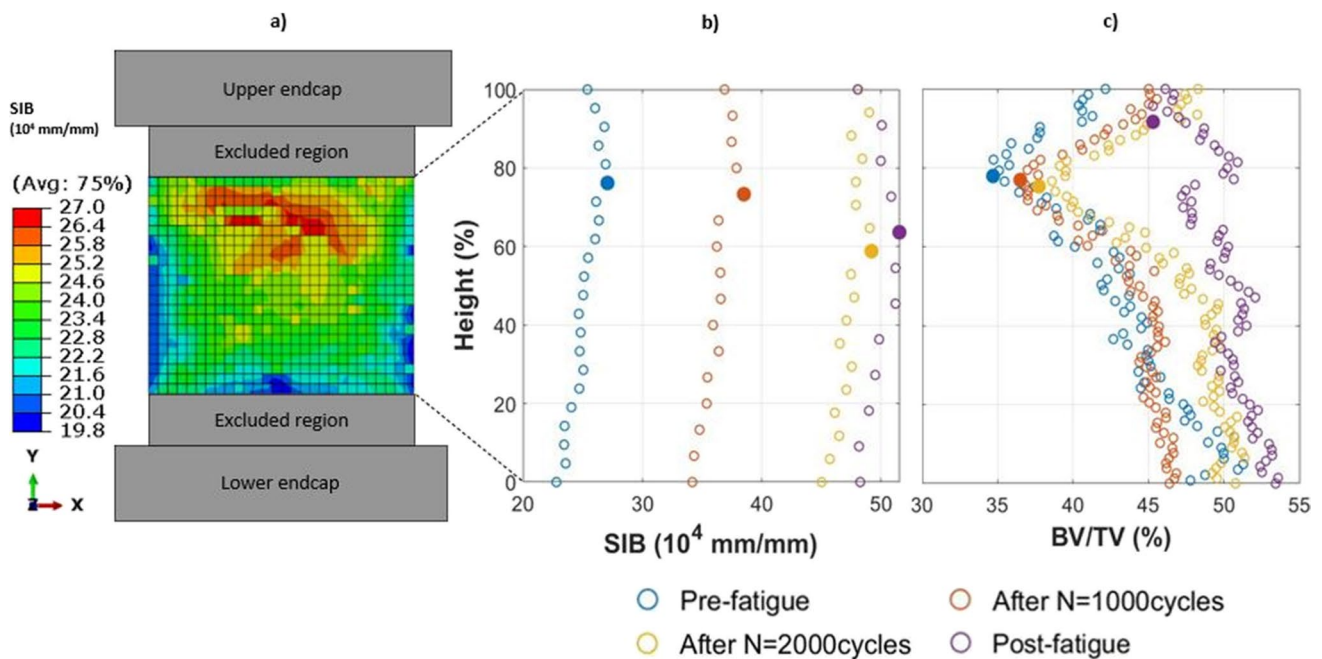 a)
b)
c)
Upper endcap
SIB
(10⁴ mm/mm)
Excluded region
(Avg: 75%)
27.0
26.4
25.8
25.2
24.6
24.0
23.4
22.8
22.2
21.6
21.0
20.4
19.8
Excluded region
Lower endcap
Y
Z
X
Height (%)
100
80
60
40
20
0
20
30
40
50
SIB (10⁴ mm/mm)
30
35
40
45
50
55
BV/TV (%)
Pre-fatigue
After N=1000cycles
After N=2000cycles
Post-fatigue